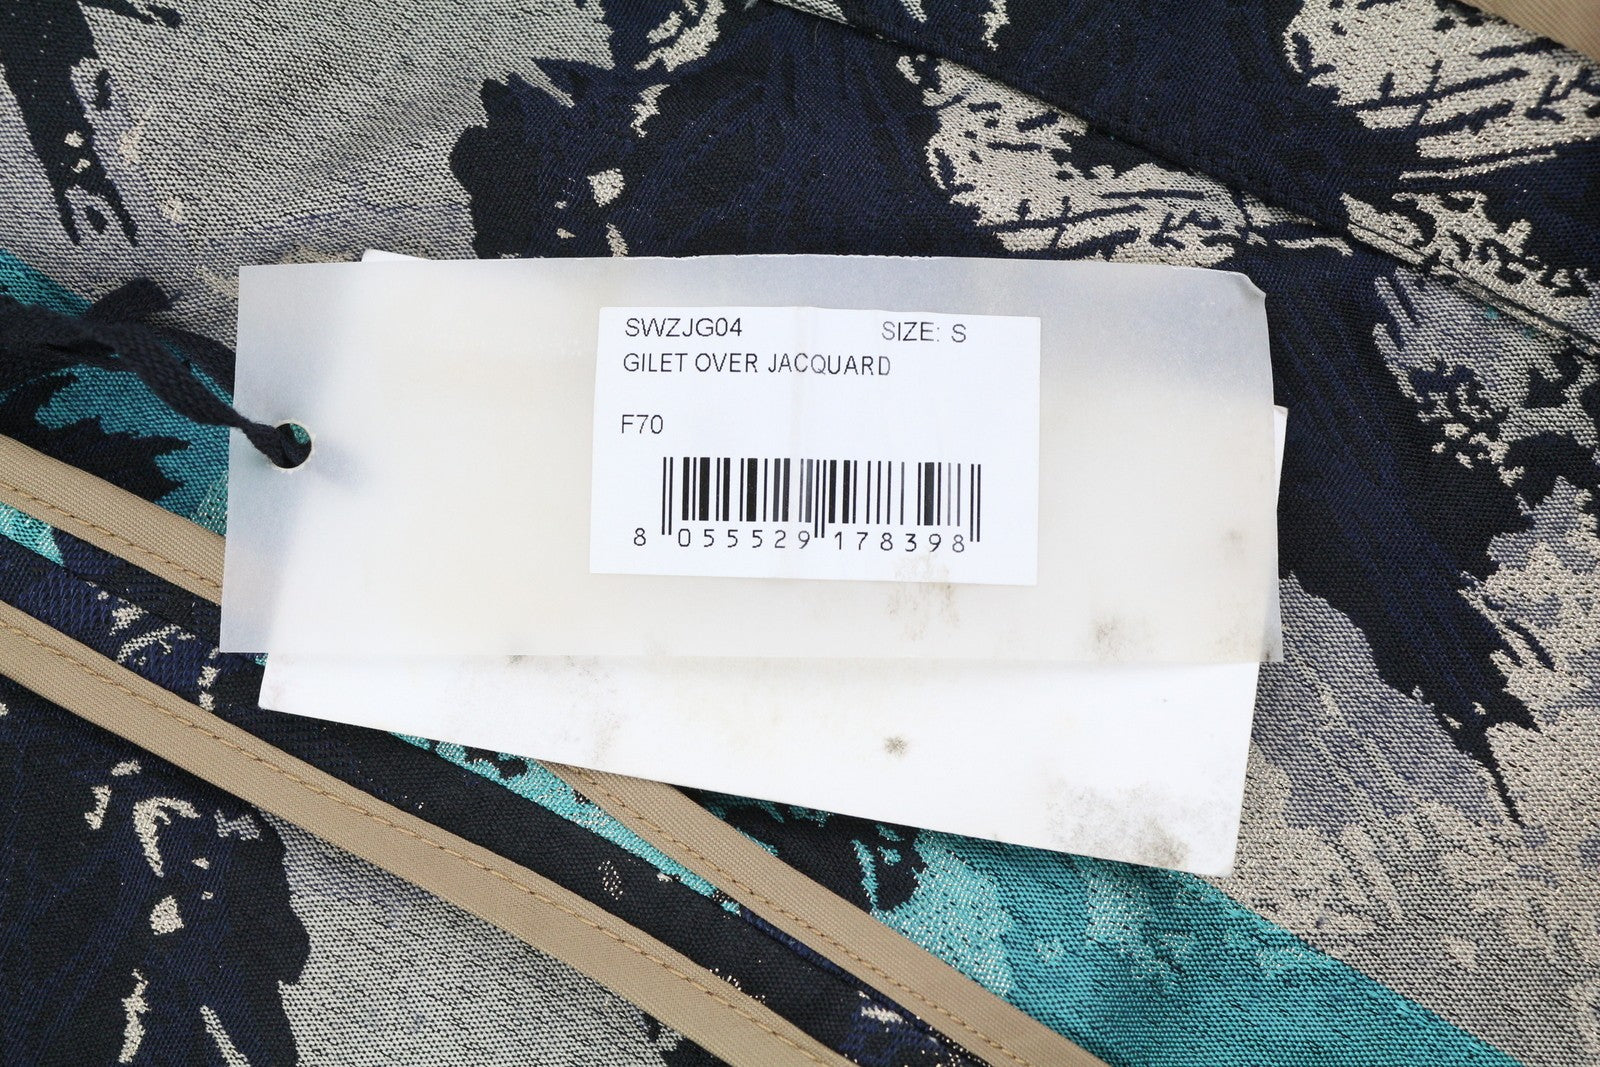 SWZJG04 SIZE: S
GILET OVER JACQUARD
F70
8 055529 178398